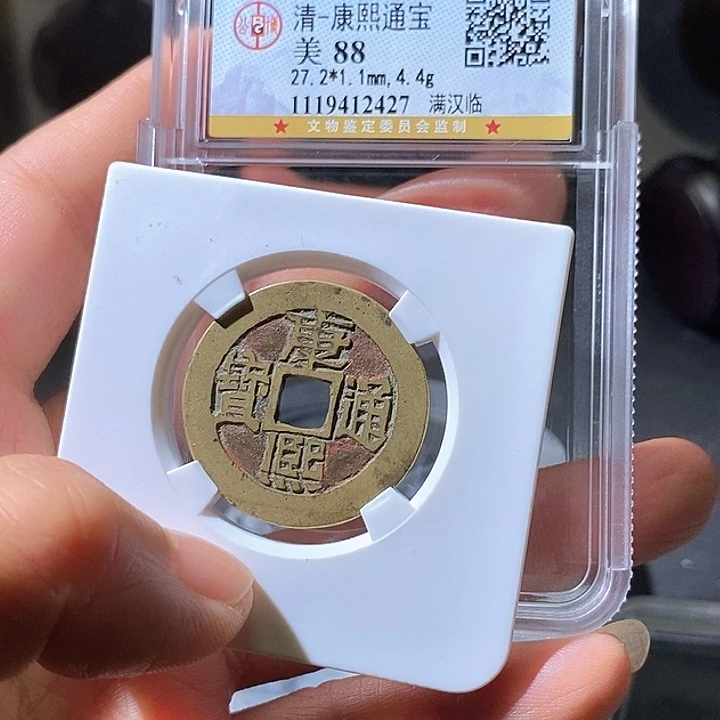 清-康熙通宝
美 88
27.2*1.1mm,4.4g
1119412427 满汉临
★ 文物鉴定委员会监制 ★
康熙通寳